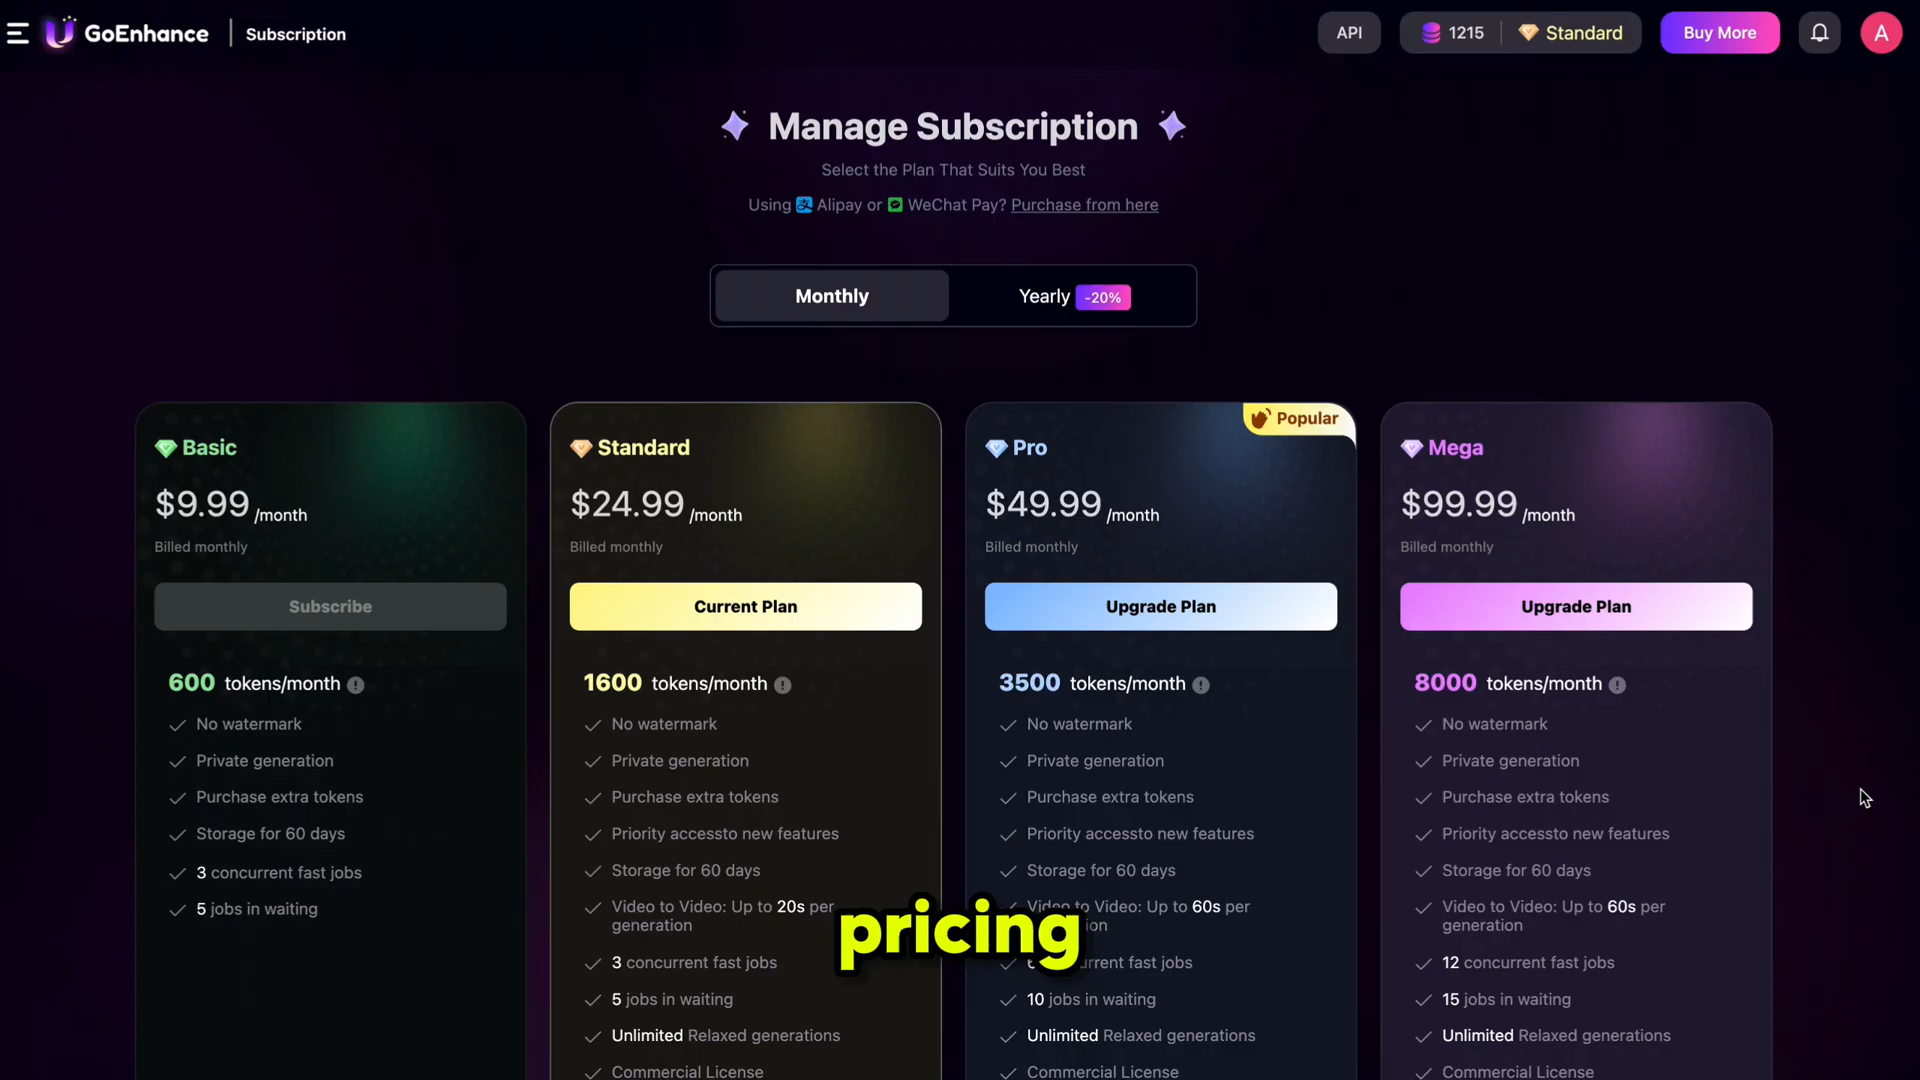 GoEnhance
Subscription
API
1215
Standard
Buy More
A
Manage Subscription
Select the Plan That Suits You Best
Using Alipay or WeChat Pay? Purchase from here
Monthly
Yearly -20%
Basic
$9.99 /month
Billed monthly
Subscribe
600 tokens/month
No watermark
Private generation
Purchase extra tokens
Storage for 60 days
3 concurrent fast jobs
5 jobs in waiting
Standard
$24.99 /month
Billed monthly
Current Plan
1600 tokens/month
No watermark
Private generation
Purchase extra tokens
Priority accessto new features
Storage for 60 days
Video to Video: Up to 20s per
generation
3 concurrent fast jobs
5 jobs in waiting
Unlimited Relaxed generations
Commercial License
Popular
Pro
$49.99 /month
Billed monthly
Upgrade Plan
3500 tokens/month
No watermark
Private generation
Purchase extra tokens
Priority accessto new features
Storage for 60 days
Video to Video: Up to 60s per
fast jobs
10 jobs in waiting
Unlimited Relaxed generations
Commercial License
Mega
$99.99 /month
Billed monthly
Upgrade Plan
8000 tokens/month
No watermark
Private generation
Purchase extra tokens
Priority accessto new features
Storage for 60 days
Video to Video: Up to 60s per
generation
12 concurrent fast jobs
15 jobs in waiting
Unlimited Relaxed generations
Commercial License
pricing